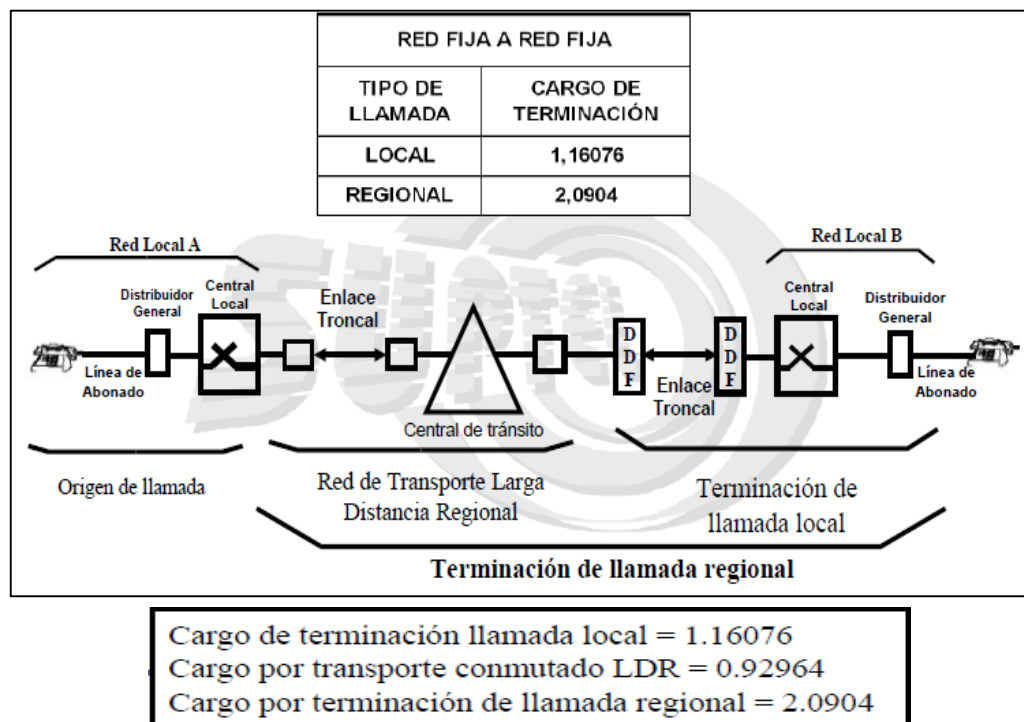 RED FIJA A RED FIJA
TIPO DE LLAMADA
CARGO DE TERMINACIÓN
LOCAL
1,16076
REGIONAL
2,0904
Red Local A
Red Local B
Distribuidor General
Central Local
Enlace Troncal
Central Local
Distribuidor General
D D F
D D F
Línea de Abonado
Enlace Troncal
Línea de Abonado
Central de tránsito
Origen de llamada
Red de Transporte Larga
Distancia Regional
Terminación de
llamada local
Terminación de llamada regional
Cargo de terminación llamada local = 1.16076
Cargo por transporte conmutado LDR = 0.92964
Cargo por terminación de llamada regional = 2.0904